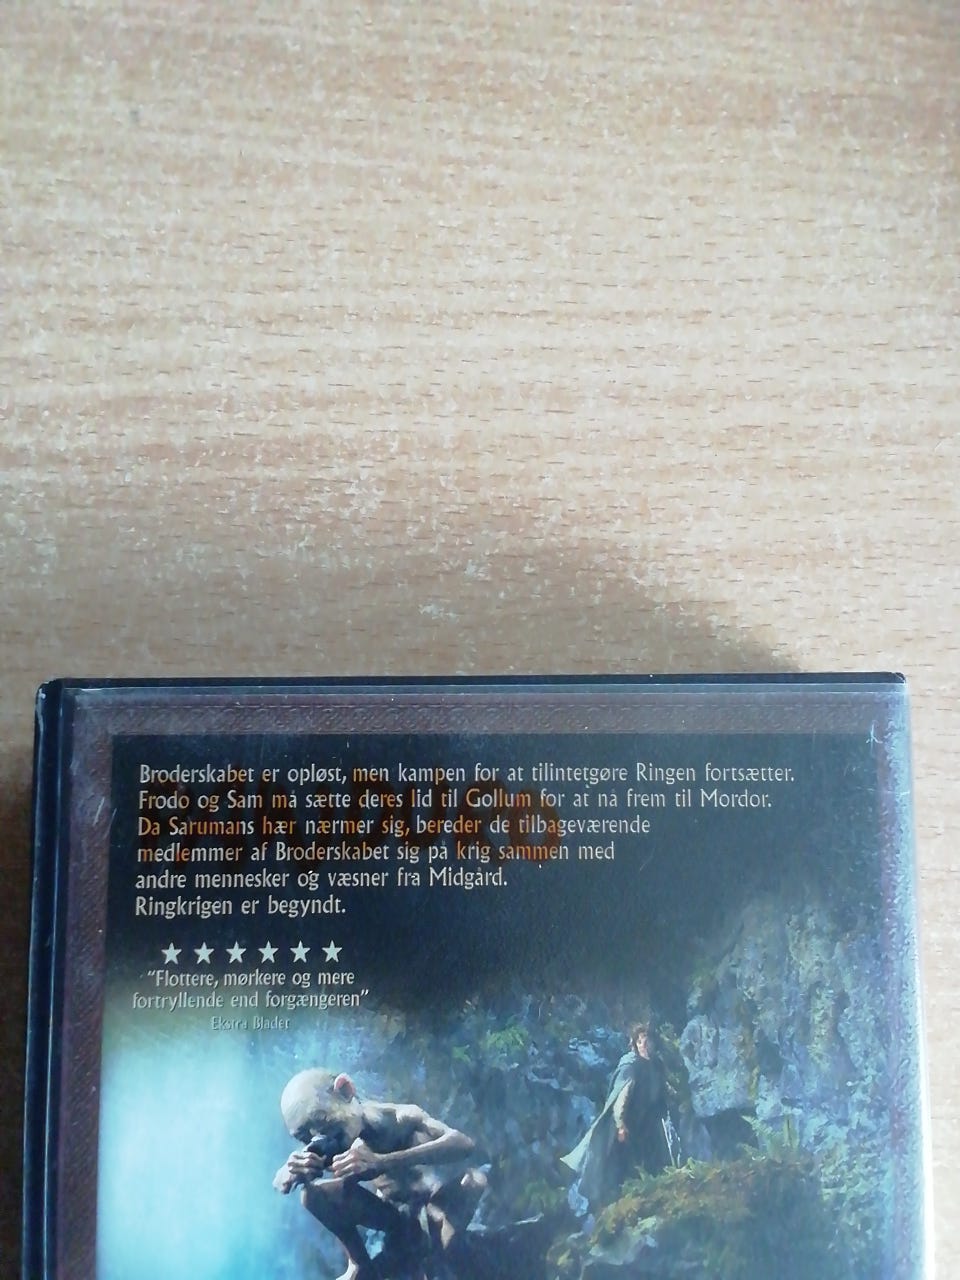 Broderskabet er opløst, men kampen for at tilintetgøre Ringen fortsætter.
Frodo og Sam må sætte deres lid til Gollum for at nå frem til Mordor.
Da Sarumans hær nærmer sig, bereder de tilbageværende
medlemmer af Broderskabet sig på krig sammen med
andre mennesker og væsner fra Midgård.
Ringkrigen er begyndt.
"Flottere, mørkere og mere
fortryllende end forgængeren"
Ekstra Bladet